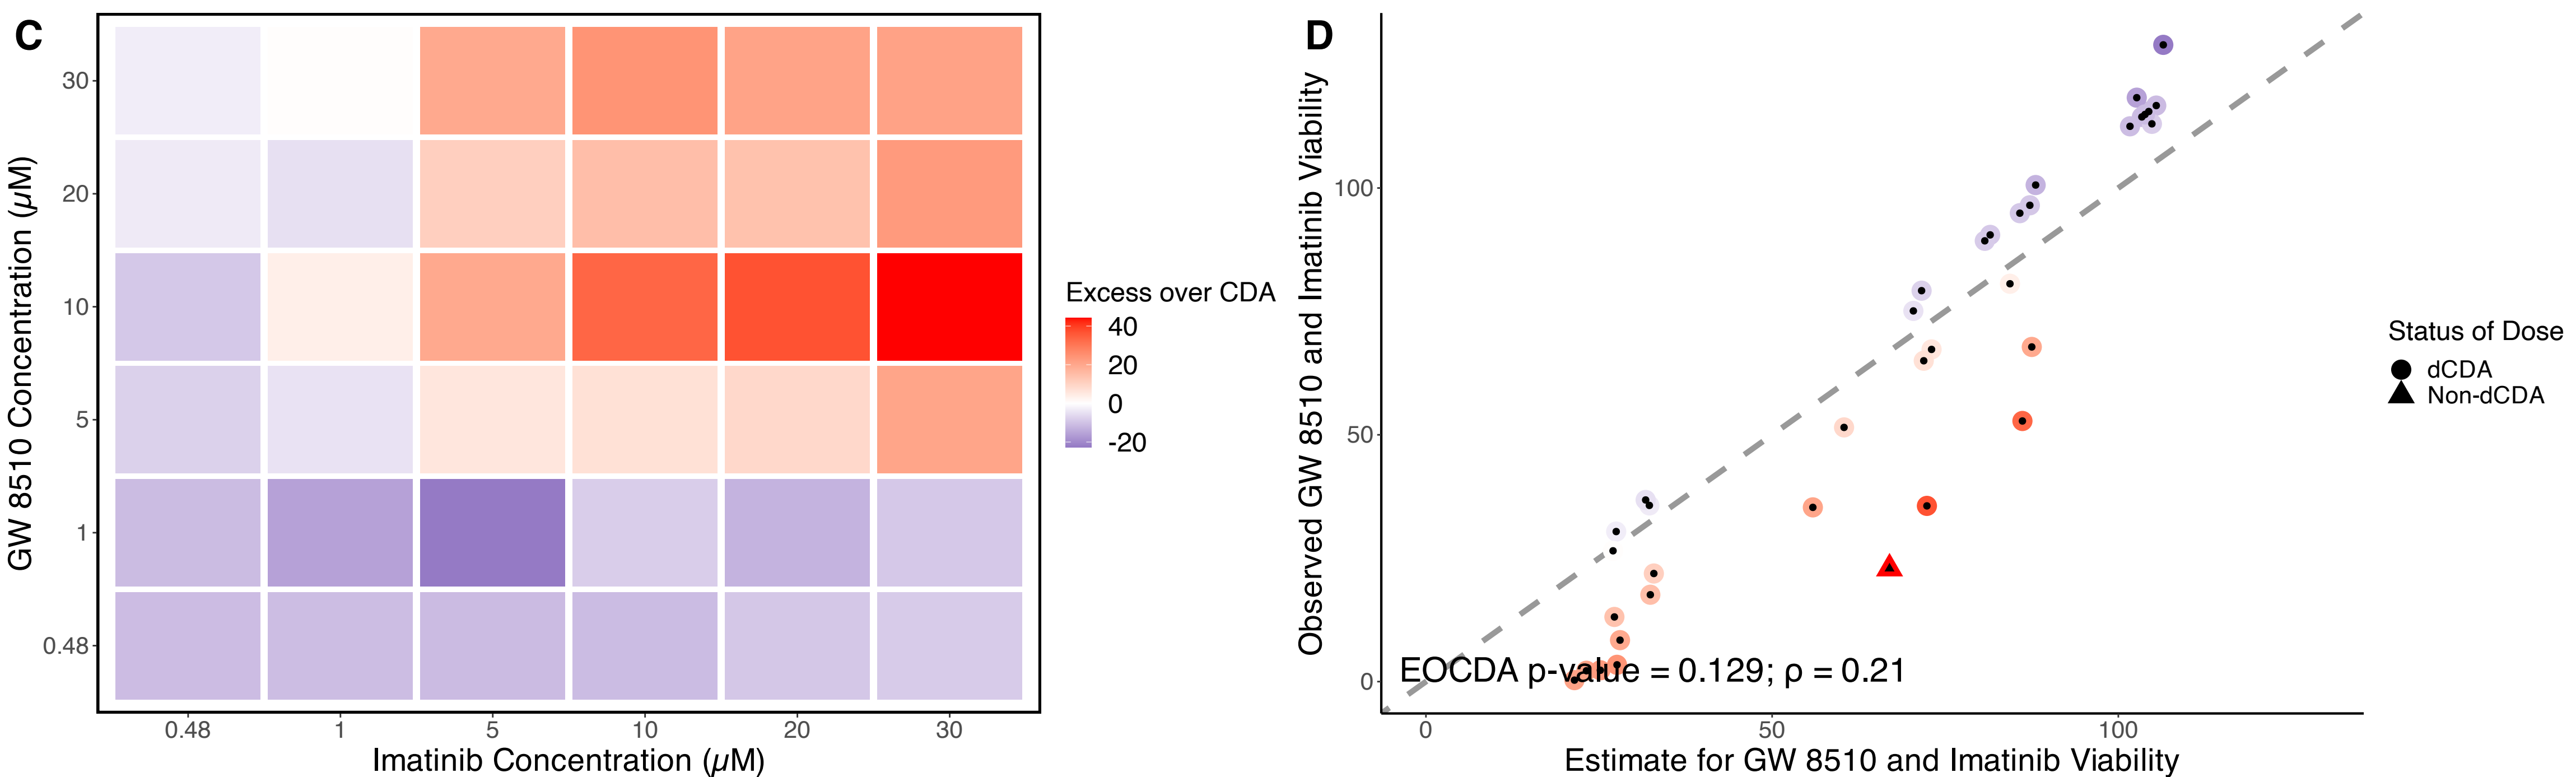 C
GW 8510 Concentration (µM)
30
20
10
5
1
0.48
0.48 1 5 10 20 30
Imatinib Concentration (µM)
Excess over CDA
40
20
0
-20
D
Observed GW 8510 and Imatinib Viability
100
50
0
EOCDA p-value = 0.129; ρ = 0.21
0 50 100
Estimate for GW 8510 and Imatinib Viability
Status of Dose
dCDA
Non-dCDA